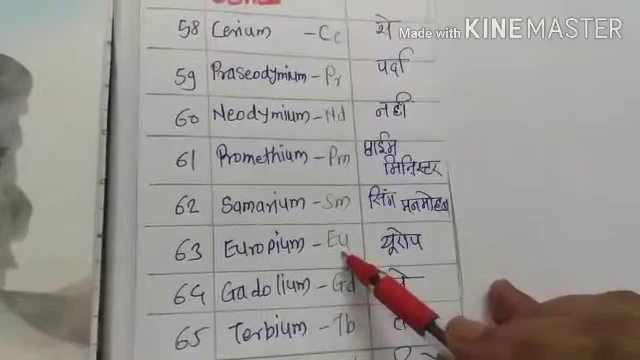 Made with KINEMASTER
58 Cerium - Ce ये
59 Praseodymium - Pr पर्दा
60 Neodymium - Nd नही
61 Promethium - Pm प्राईम मिनिस्टर
62 Samarium - Sm सिंग मनमोहन
63 Europium - Eu यूरोप
64 Gadolium - Gd
65 Terbium - Tb